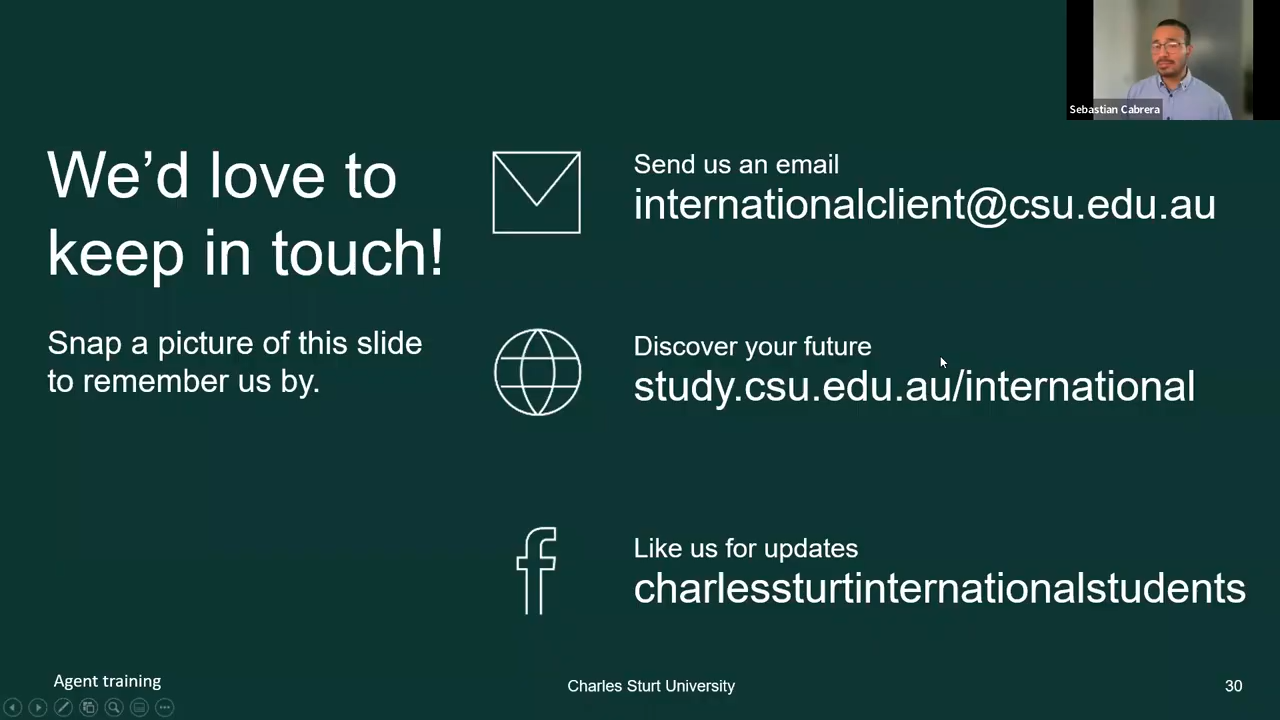 Sebastian Cabrera
We’d love to
keep in touch!
Snap a picture of this slide
to remember us by.
Send us an email
internationalclient@csu.edu.au
Discover your future
study.csu.edu.au/international
Like us for updates
charlessturtinternationalstudents
Agent training
Charles Sturt University
30